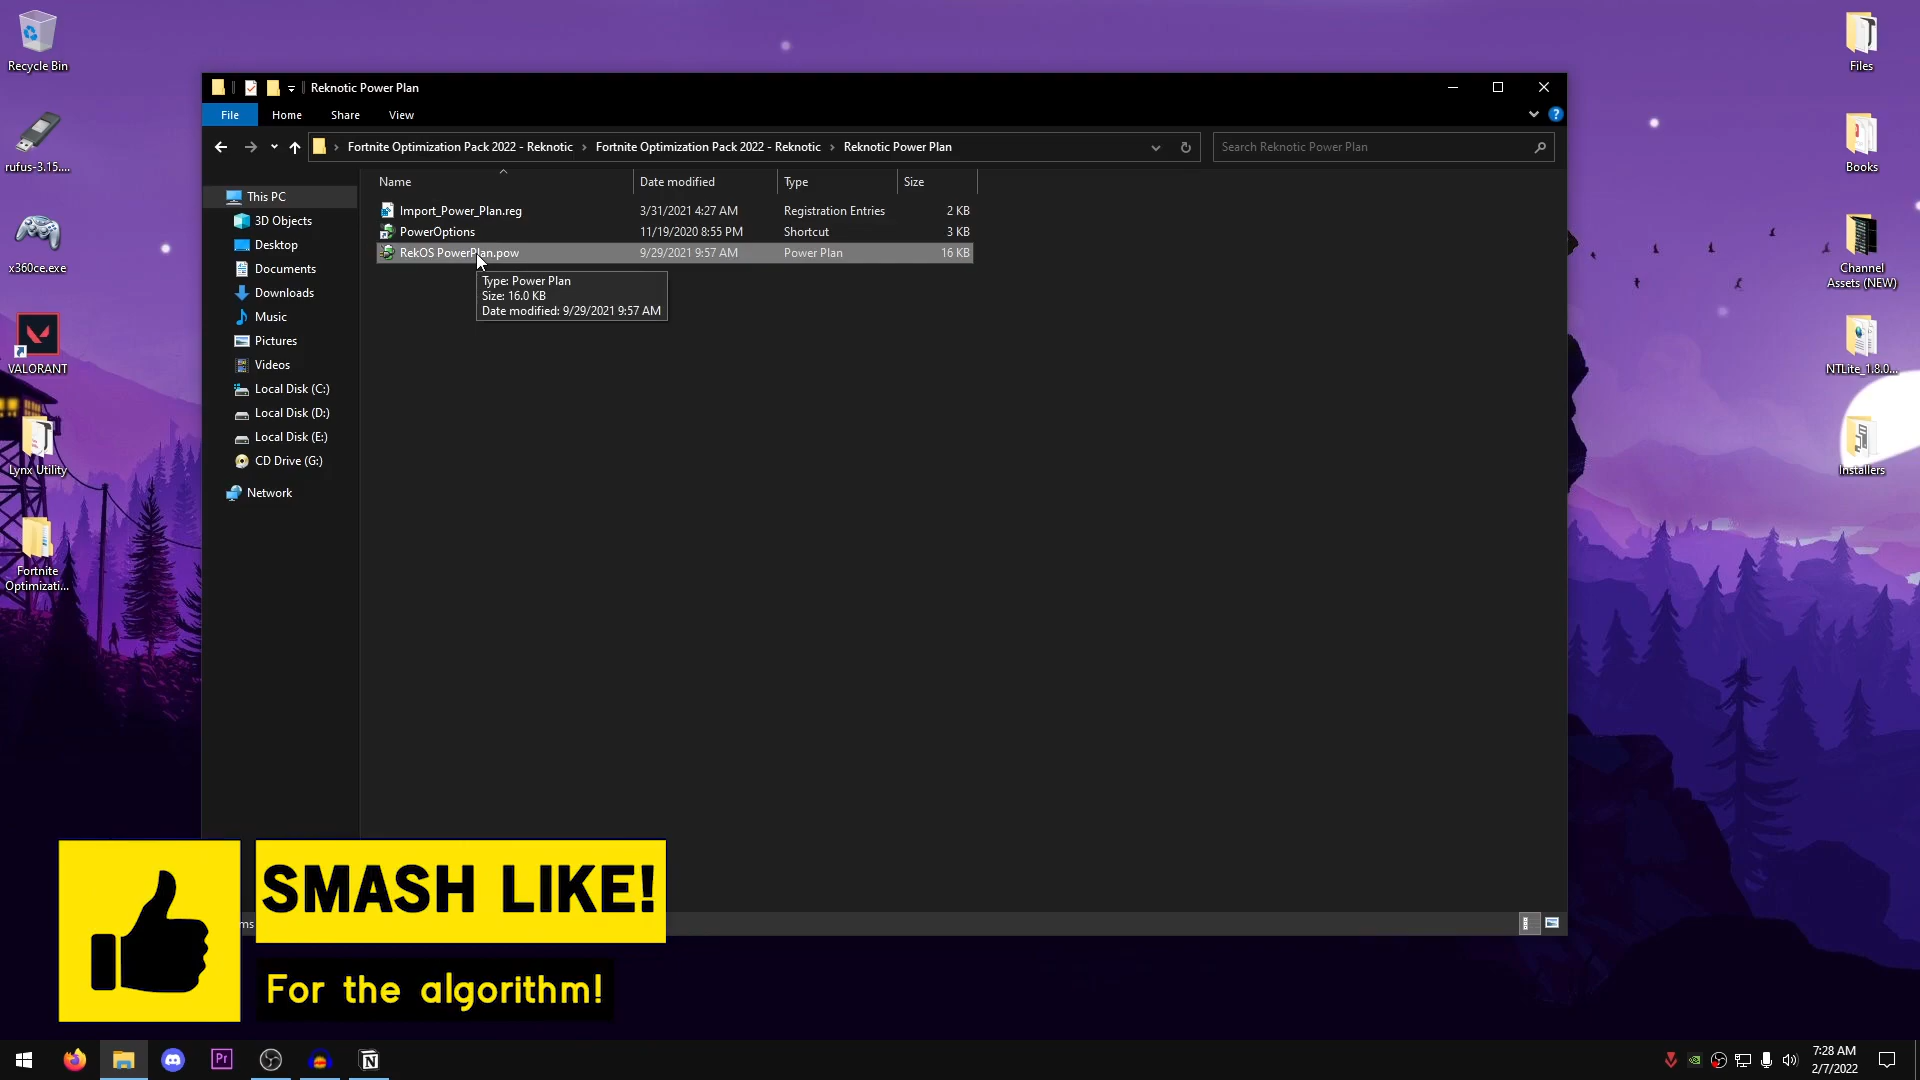 Recycle Bin
rufus-3.15....
x360ce.exe
VALORANT
Lynx Utility
Fortnite
Optimizati...
Reknotic Power Plan
File Home Share View
Fortnite Optimization Pack 2022 - Reknotic Fortnite Optimization Pack 2022 - Reknotic Reknotic Power Plan
Search Reknotic Power Plan
This PC
3D Objects
Desktop
Documents
Downloads
Music
Pictures
Videos
Local Disk (C:)
Local Disk (D:)
Local Disk (E:)
CD Drive (G:)
Network
Name Date modified Type Size
Import_Power_Plan.reg 3/31/2021 4:27 AM Registration Entries 2 KB
PowerOptions 11/19/2020 8:55 PM Shortcut 3 KB
RekOS PowerPlan.pow 9/29/2021 9:57 AM Power Plan 16 KB
Type: Power Plan
Size: 16.0 KB
Date modified: 9/29/2021 9:57 AM
Files
Books
Channel
Assets (NEW)
NTLite_1.8.0...
Installers
SMASH LIKE!
For the algorithm!
Pr
7:28 AM
2/7/2022